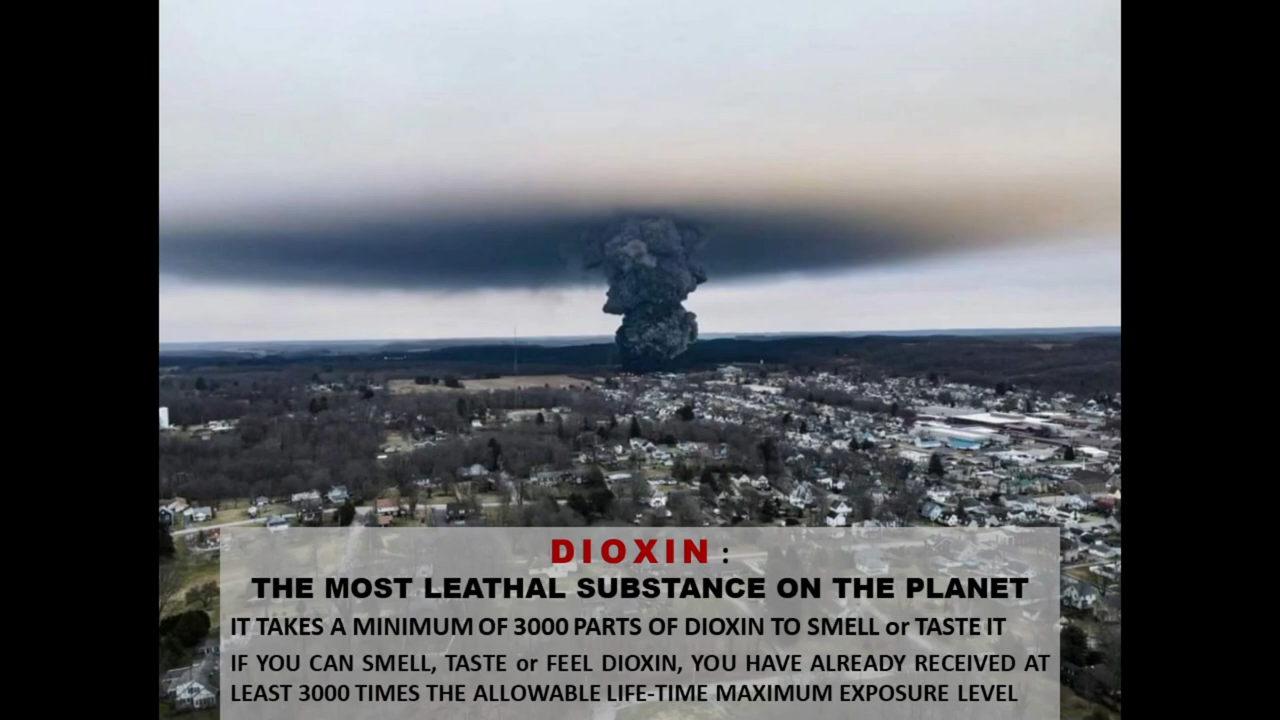 DIOXIN :
THE MOST LEATHAL SUBSTANCE ON THE PLANET
IT TAKES A MINIMUM OF 3000 PARTS OF DIOXIN TO SMELL or TASTE IT
IF YOU CAN SMELL, TASTE or FEEL DIOXIN, YOU HAVE ALREADY RECEIVED AT
LEAST 3000 TIMES THE ALLOWABLE LIFE-TIME MAXIMUM EXPOSURE LEVEL